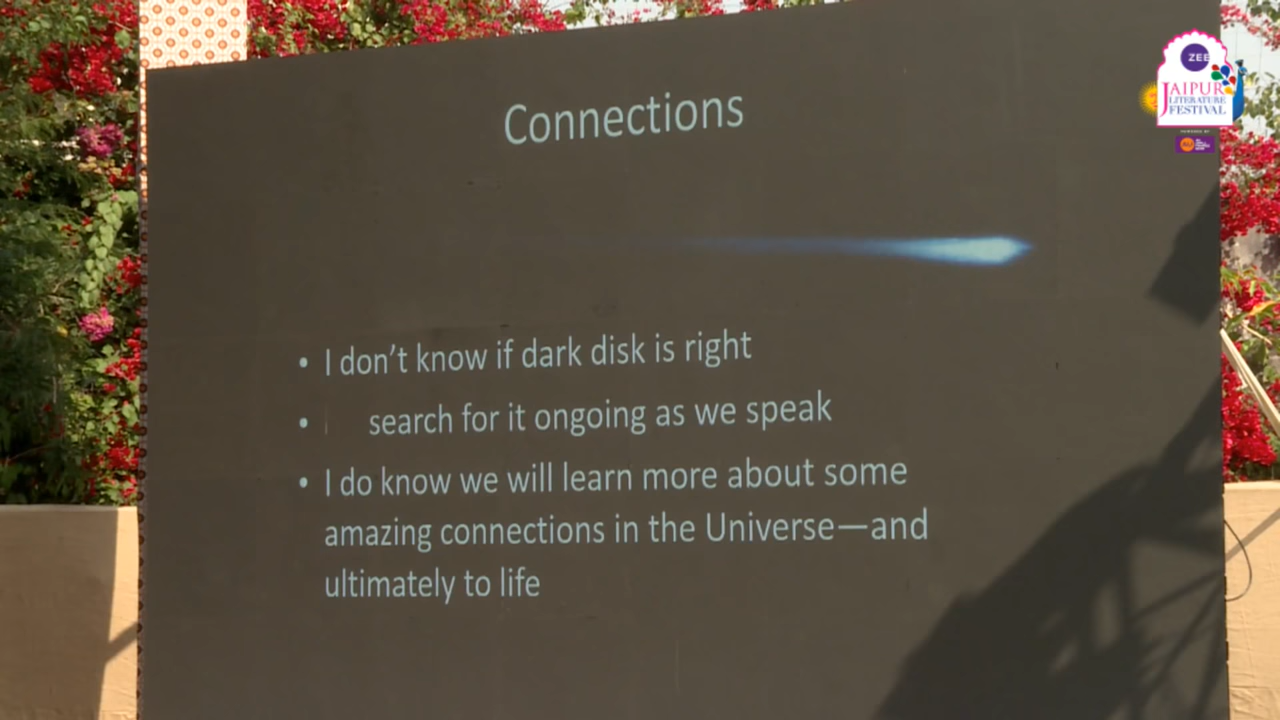 Connections
• I don't know if dark disk is right
• search for it ongoing as we speak
• I do know we will learn more about some
amazing connections in the Universe—and
ultimately to life
ZEE
JAIPUR
LITERATURE
FESTIVAL